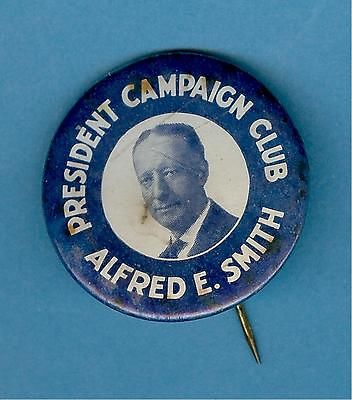 PRESIDENT CAMPAIGN CLUB
ALFRED E. SMITH